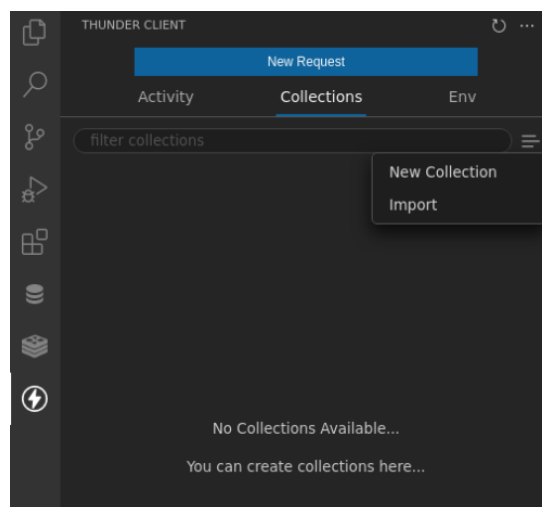 THUNDER CLIENT
New Request
Activity Collections Env
filter collections
New Collection
Import
No Collections Available...
You can create collections here...